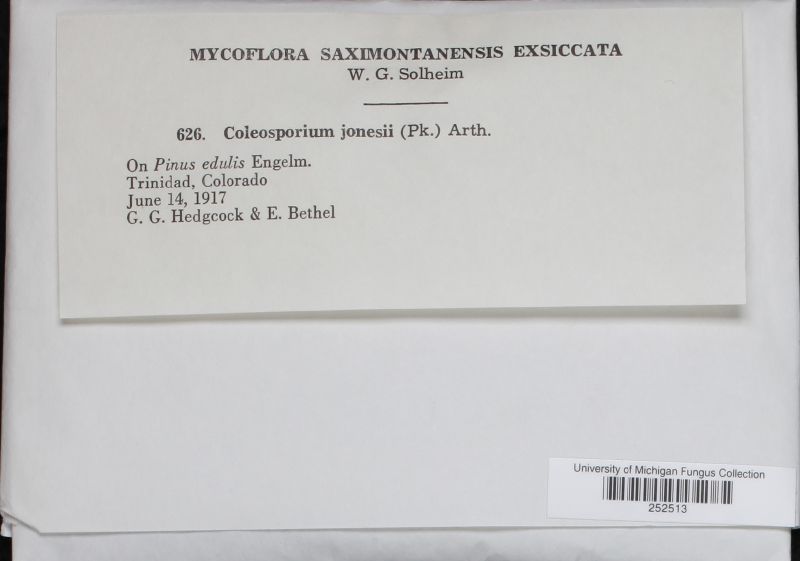 MYCOFLORA SAXIMONTANENSIS EXSICCATA
W. G. Solheim
626. Coleosporium jonesii (Pk.) Arth.
On Pinus edulis Engelm.
Trinidad, Colorado
June 14, 1917
G. G. Hedgcock & E. Bethel
University of Michigan Fungus Collection
252513